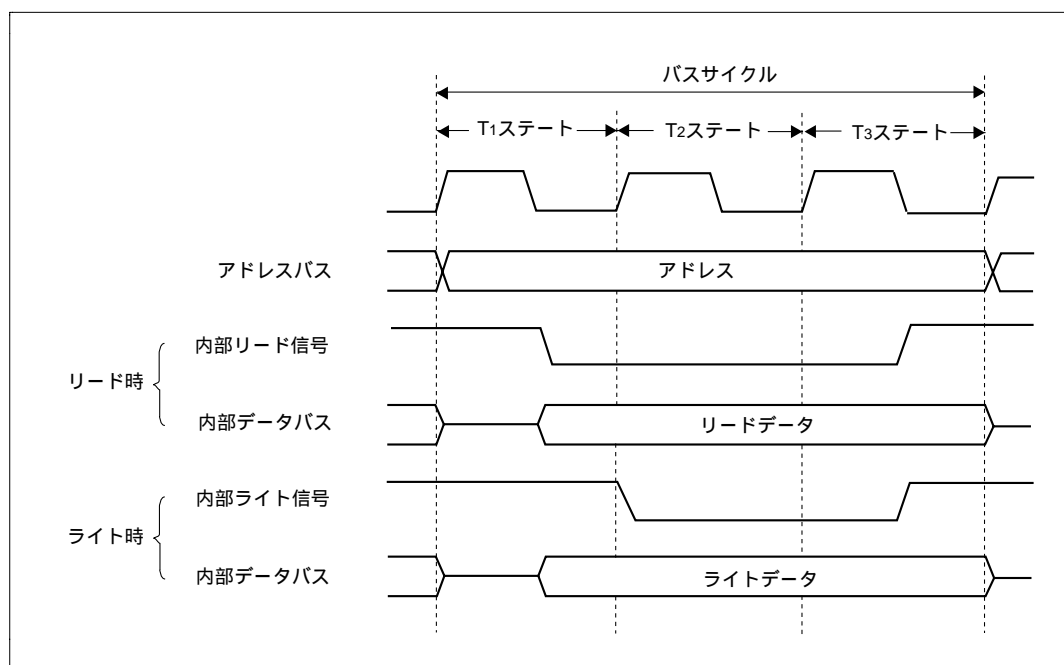 バスサイクル
T1ステート
T2ステート
T3ステート
アドレスバス
アドレス
リード時
内部リード信号
内部データバス
リードデータ
ライト時
内部ライト信号
内部データバス
ライトデータ